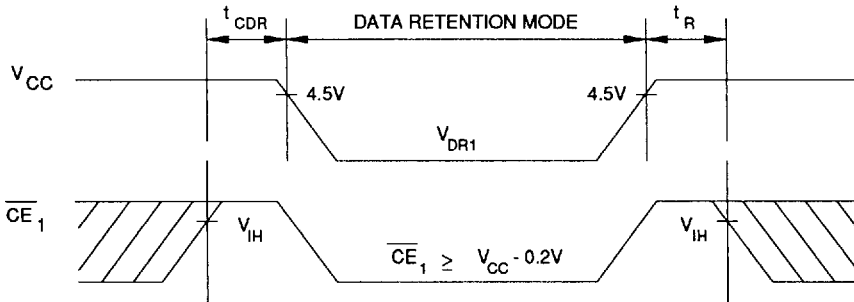 t CDR DATA RETENTION MODE t R
V CC 4.5V 4.5V
V DR1
CE 1 V IH V IH
CE 1 ≥ V CC - 0.2V